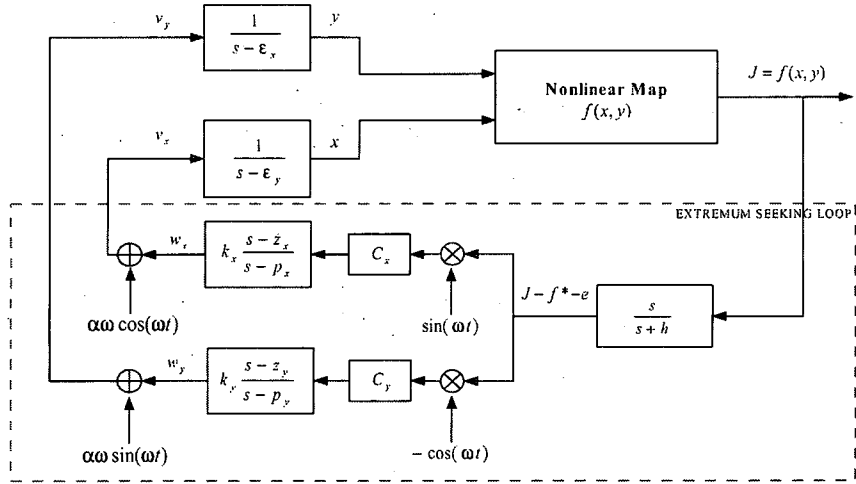 v_y
1
s − ε_x
y
Nonlinear Map
f(x, y)
J = f(x, y)
v_x
1
s − ε_y
x
EXTREMUM SEEKING LOOP
w_x
k_x s − z_x
s − p_x
C_x
J − f* − e
s
s + h
αω cos(ωt)
sin(ωt)
w_y
k_y s − z_y
s − p_y
C_y
αω sin(ωt)
− cos(ωt)